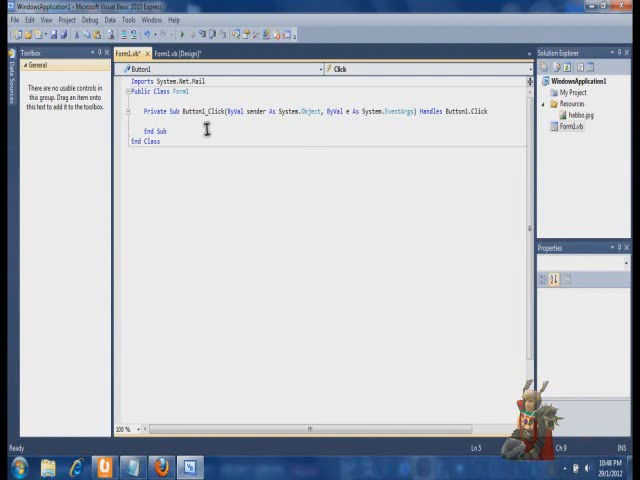 WindowsApplication1 - Microsoft Visual Basic 2010 Express
File Edit View Project Debug Data Tools Window Help
Toolbox
General
There are no usable controls in
this group. Drag an item onto
this text to add it to the toolbox.
Data Sources
Form1.vb* Form1.vb [Design]*
Button1 Click
Imports System.Net.Mail
Public Class Form1
Private Sub Button1_Click(ByVal sender As System.Object, ByVal e As System.EventArgs) Handles Button1.Click
End Sub
End Class
100 %
Solution Explorer
WindowsApplication1
My Project
Resources
habbo.jpg
Form1.vb
Properties
Ready Ln 5 Ch 9 INS
10:48 PM
29/1/2012